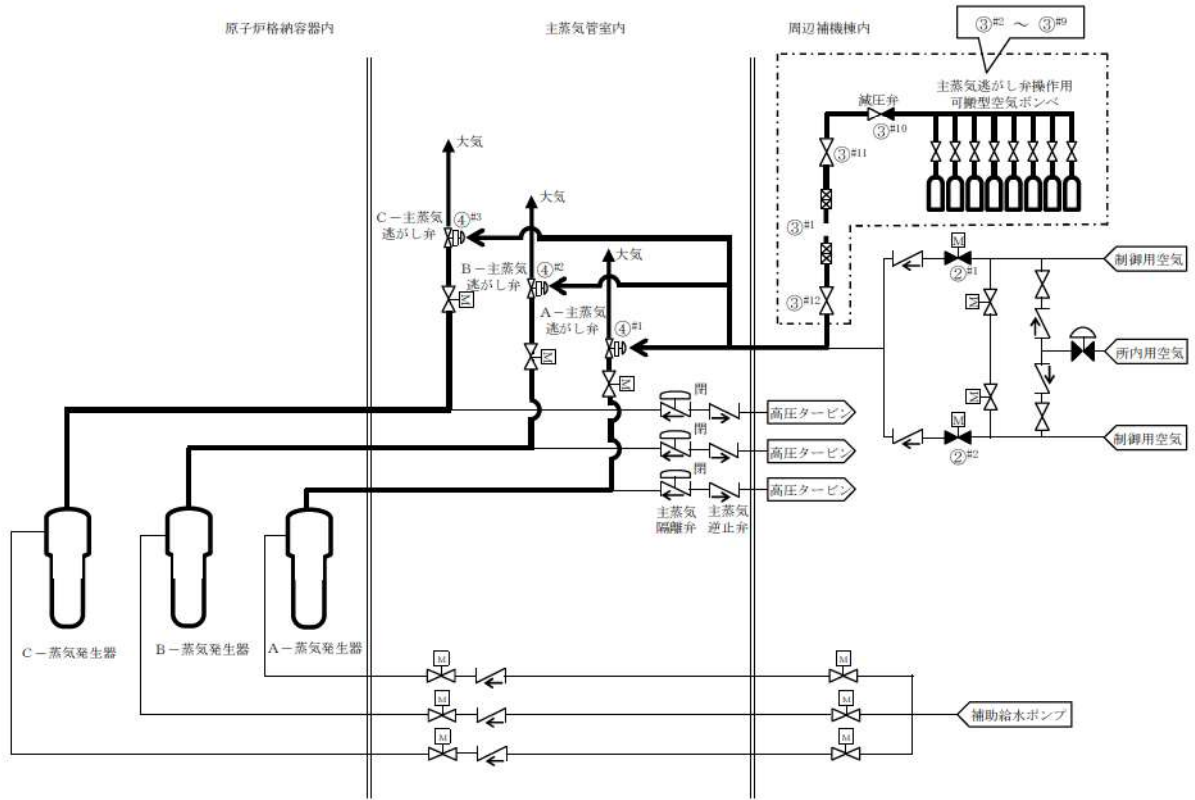 原子炉格納容器内
主蒸気管室内
周辺補機棟内
③#2 ～ ③#9
主蒸気逃がし弁操作用
可搬型空気ボンベ
減圧弁
③#10
③#11
③#1
③#12
大気
C－主蒸気
逃がし弁
④#3
大気
B－主蒸気
逃がし弁
④#2
大気
A－主蒸気
逃がし弁
④#1
M
M
M
M
②#1
制御用空気
M
所内用空気
M
M
②#2
制御用空気
閉
高圧タービン
閉
高圧タービン
閉
高圧タービン
主蒸気
隔離弁
主蒸気
逆止弁
C－蒸気発生器
B－蒸気発生器
A－蒸気発生器
M
M
M
M
M
M
補助給水ポンプ